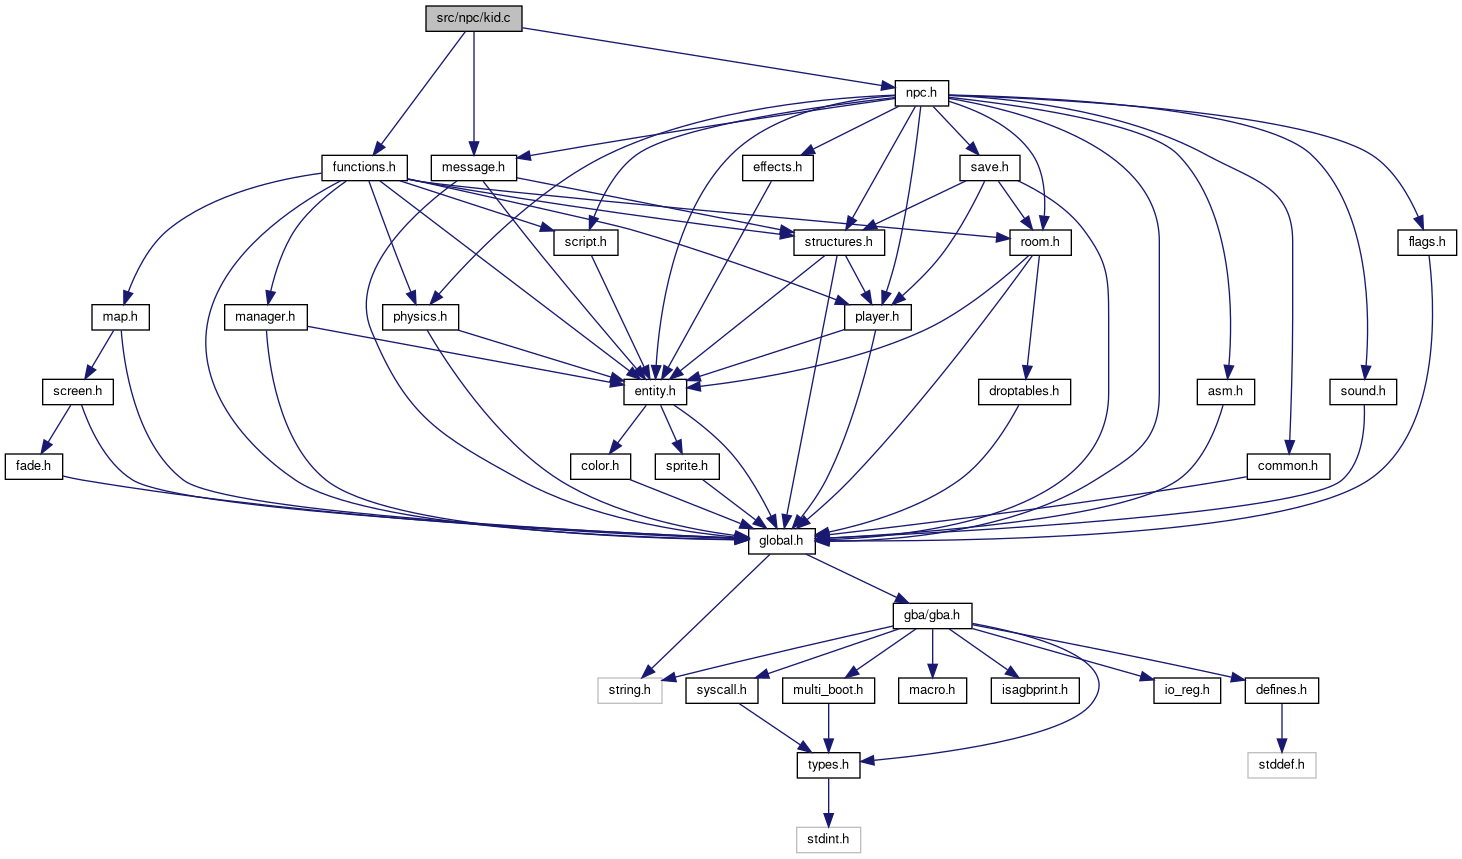 src/npc/kid.c
npc.h
functions.h
message.h
effects.h
save.h
script.h
structures.h
room.h
flags.h
map.h
manager.h
physics.h
player.h
screen.h
entity.h
droptables.h
asm.h
sound.h
fade.h
color.h
sprite.h
common.h
global.h
gba/gba.h
string.h
syscall.h
multi_boot.h
macro.h
isagbprint.h
io_reg.h
defines.h
types.h
stddef.h
stdint.h